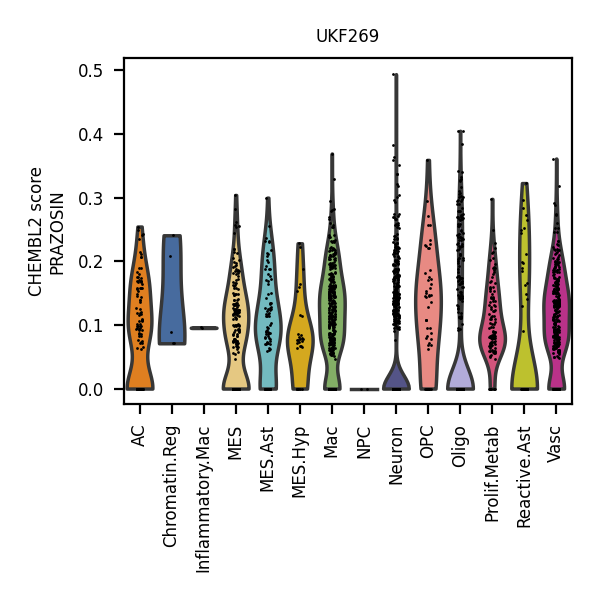 UKF269
CHEMBL2 score
PRAZOSIN
0.5
0.4
0.3
0.2
0.1
0.0
AC
Chromatin.Reg
Inflammatory.Mac
MES
MES.Ast
MES.Hyp
Mac
NPC
Neuron
OPC
Oligo
Prolif.Metab
Reactive.Ast
Vasc